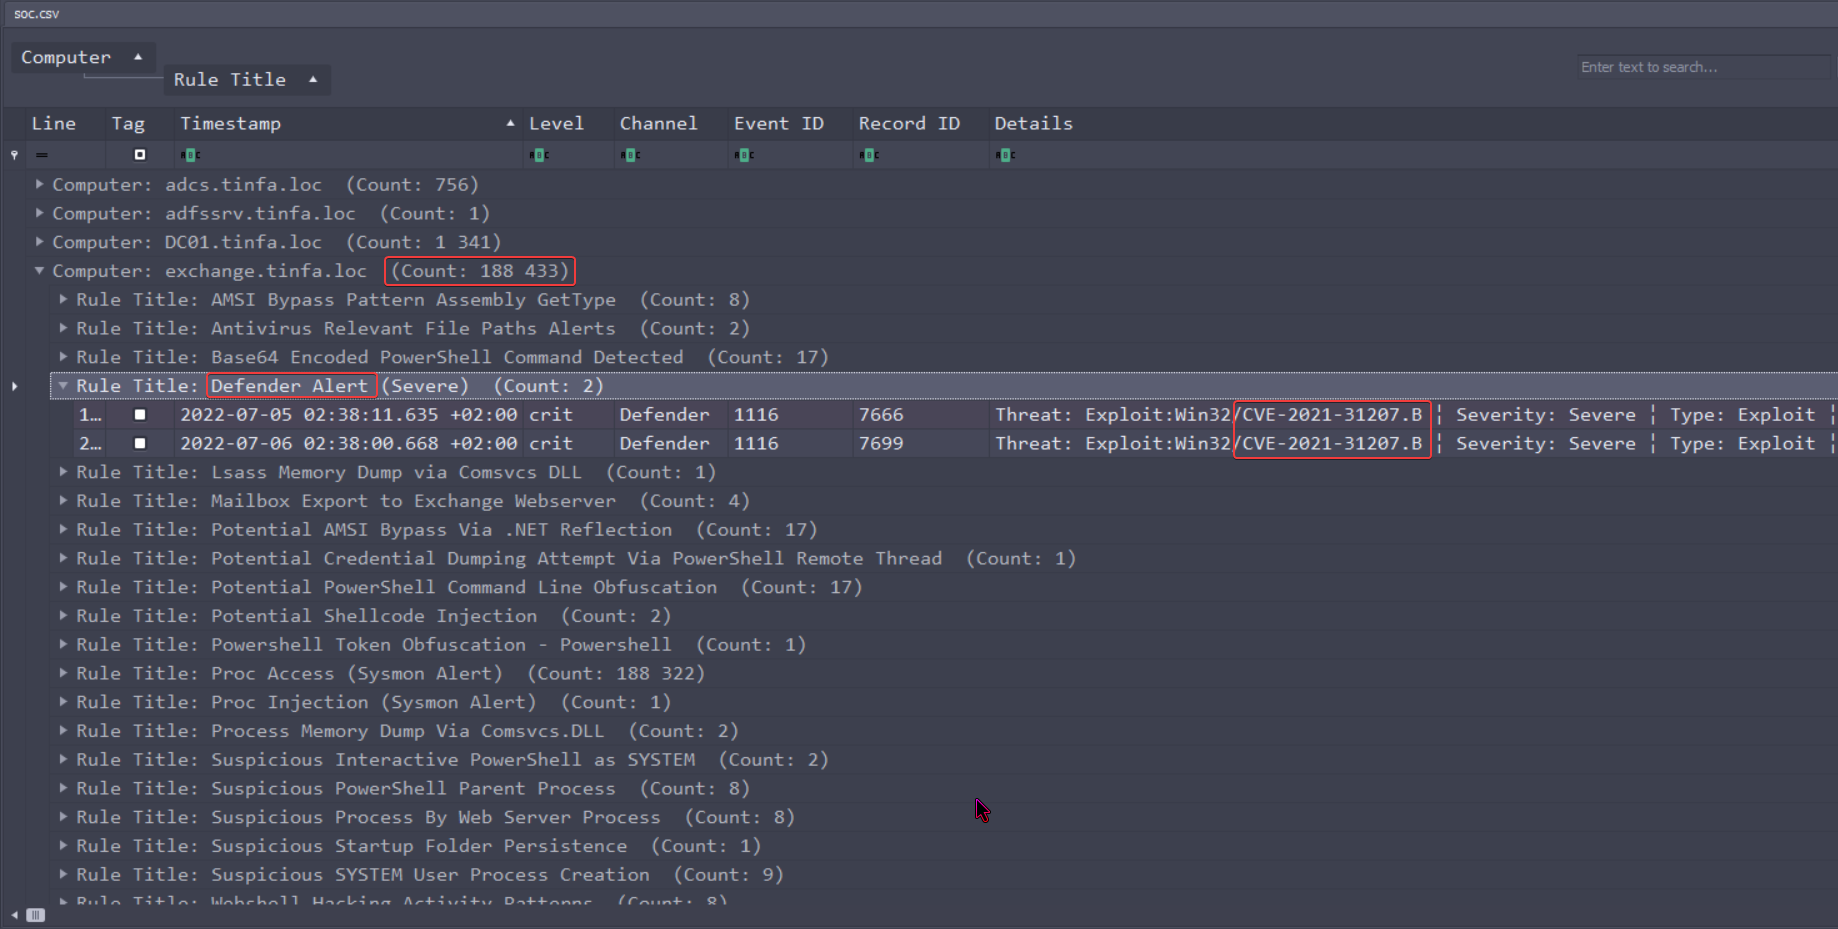 soc.csv
Computer
Rule Title
Enter text to search...
Line Tag Timestamp Level Channel Event ID Record ID Details
Computer: adcs.tinfa.loc (Count: 756)
Computer: adfssrv.tinfa.loc (Count: 1)
Computer: DC01.tinfa.loc (Count: 1 341)
Computer: exchange.tinfa.loc (Count: 188 433)
Rule Title: AMSI Bypass Pattern Assembly GetType (Count: 8)
Rule Title: Antivirus Relevant File Paths Alerts (Count: 2)
Rule Title: Base64 Encoded PowerShell Command Detected (Count: 17)
Rule Title: Defender Alert (Severe) (Count: 2)
1… 2022-07-05 02:38:11.635 +02:00 crit Defender 1116 7666 Threat: Exploit:Win32/CVE-2021-31207.B ¦ Severity: Severe ¦ Type: Exploit ¦
2… 2022-07-06 02:38:00.668 +02:00 crit Defender 1116 7699 Threat: Exploit:Win32/CVE-2021-31207.B ¦ Severity: Severe ¦ Type: Exploit ¦
Rule Title: Lsass Memory Dump via Comsvcs DLL (Count: 1)
Rule Title: Mailbox Export to Exchange Webserver (Count: 4)
Rule Title: Potential AMSI Bypass Via .NET Reflection (Count: 17)
Rule Title: Potential Credential Dumping Attempt Via PowerShell Remote Thread (Count: 1)
Rule Title: Potential PowerShell Command Line Obfuscation (Count: 17)
Rule Title: Potential Shellcode Injection (Count: 2)
Rule Title: Powershell Token Obfuscation - Powershell (Count: 1)
Rule Title: Proc Access (Sysmon Alert) (Count: 188 322)
Rule Title: Proc Injection (Sysmon Alert) (Count: 1)
Rule Title: Process Memory Dump Via Comsvcs.DLL (Count: 2)
Rule Title: Suspicious Interactive PowerShell as SYSTEM (Count: 2)
Rule Title: Suspicious PowerShell Parent Process (Count: 8)
Rule Title: Suspicious Process By Web Server Process (Count: 8)
Rule Title: Suspicious Startup Folder Persistence (Count: 1)
Rule Title: Suspicious SYSTEM User Process Creation (Count: 9)
Rule Title: Webshell Hacking Activity Patterns (Count: 8)